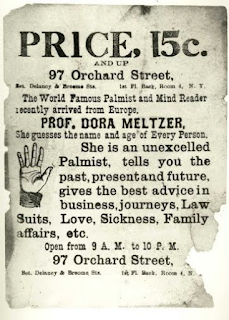 PRICE, 15c.
AND UP
97 Orchard Street,
Bet. Delancy & Broome Sts. 1st Fl. Back, Room 4, N. Y.
The World Famous Palmist and Mind Reader
recently arrived from Europe.
PROF. DORA MELTZER,
She guesses the name and age of Every Person.
She is an unexcelled
Palmist, tells you the
past, present and future,
gives the best advice in
business, journeys, Law
Suits, Love, Sickness, Family
affairs, etc.
Open from 9 A. M. to 10 P. M.
97 Orchard Street,
Bet. Delancy & Broome Sts. 1st Fl. Back, Room 4, N.